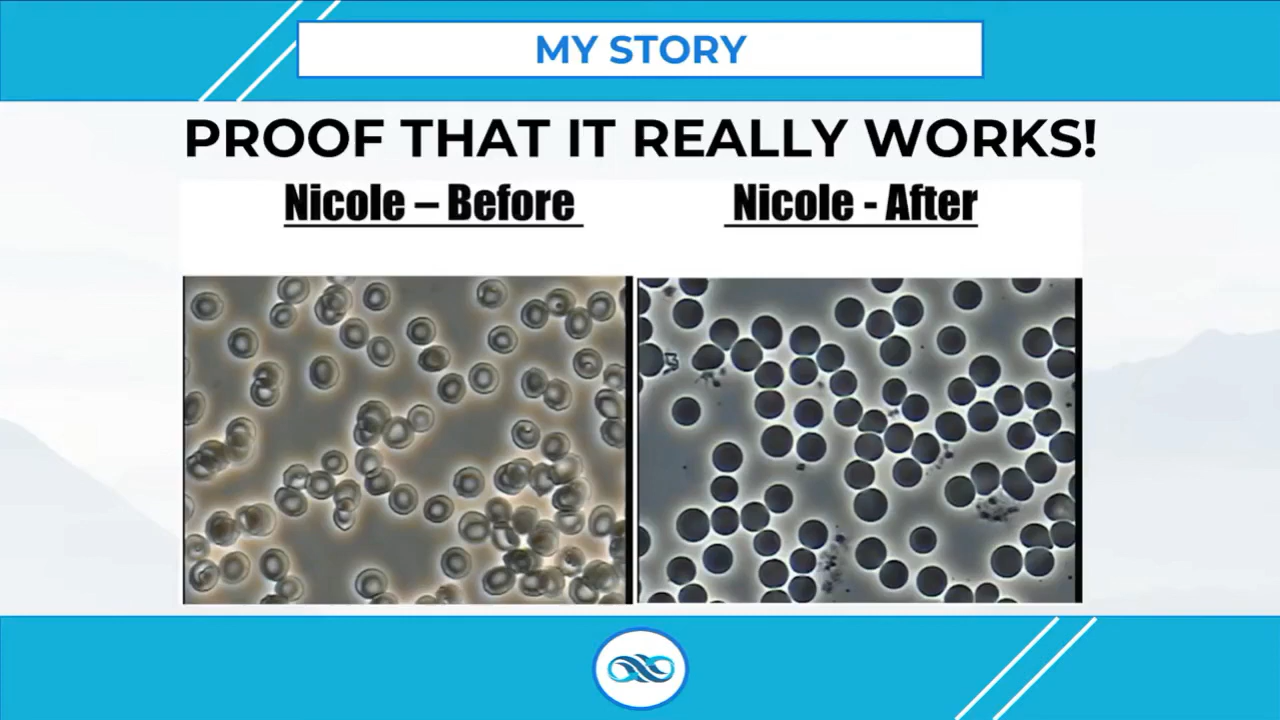 MY STORY
PROOF THAT IT REALLY WORKS!
Nicole – Before
Nicole - After